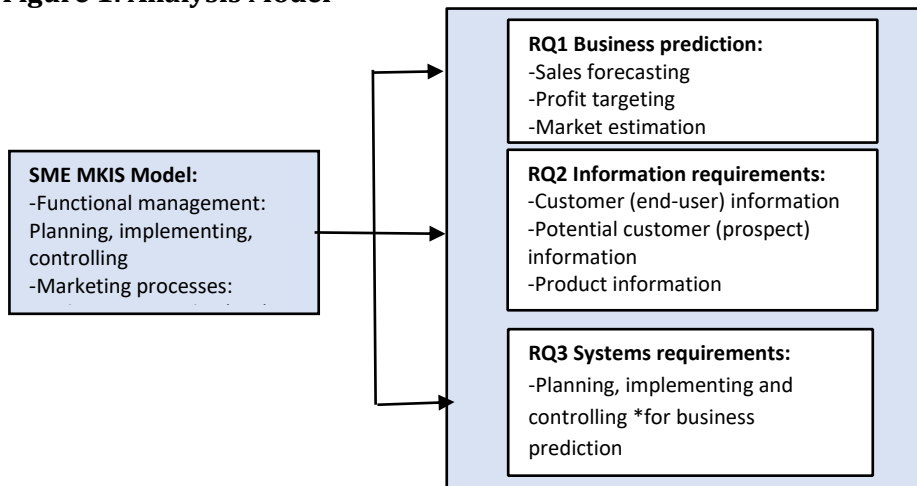 Figure 1. Analysis Model
SME MKIS Model:
-Functional management:
Planning, implementing,
controlling
-Marketing processes:
RQ1 Business prediction:
-Sales forecasting
-Profit targeting
-Market estimation
RQ2 Information requirements:
-Customer (end-user) information
-Potential customer (prospect)
information
-Product information
RQ3 Systems requirements:
-Planning, implementing and
controlling *for business
prediction